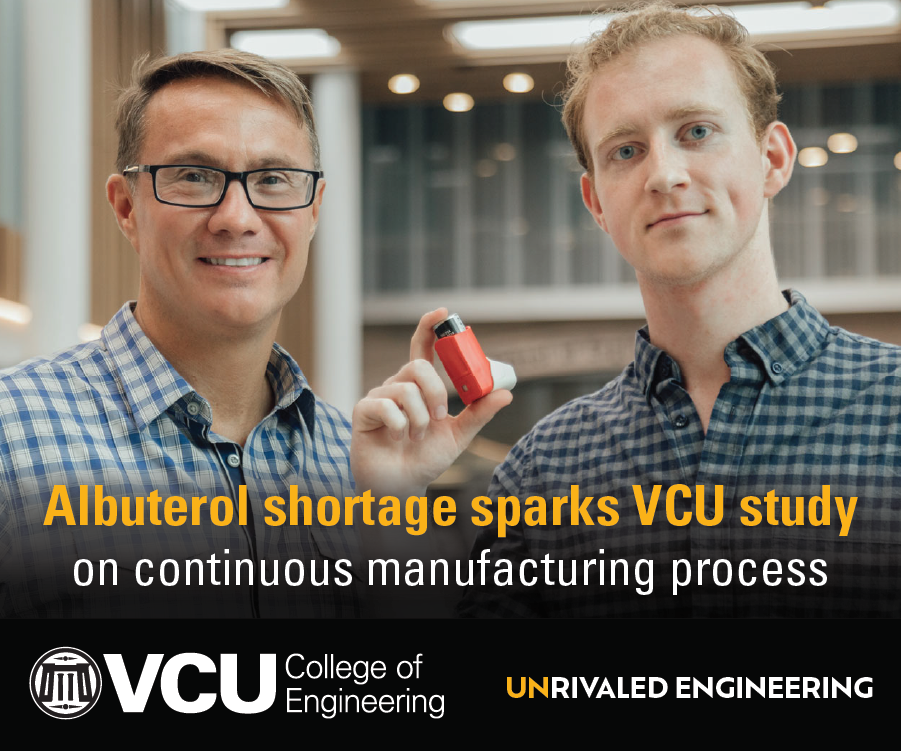 Albuterol shortage sparks VCU study
on continuous manufacturing process
VCU College of
Engineering
UNRIVALED ENGINEERING